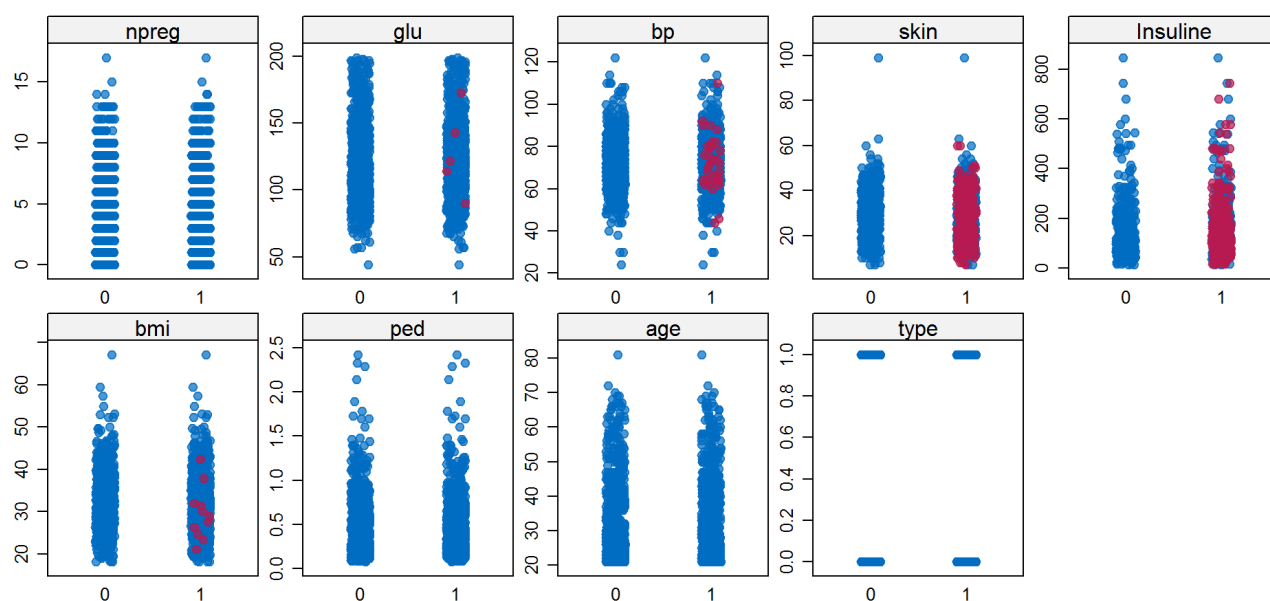 npreg glu bp skin Insuline
15 10 5 0
200 150 100 50
120 100 80 60 40 20
100 80 60 40 20
800 600 400 200 0
0 1 0 1 0 1 0 1 0 1
bmi ped age type
60 50 40 30 20
2.5 2.0 1.5 1.0 0.5 0.0
80 70 60 50 40 30 20
1.0 0.8 0.6 0.4 0.2 0.0
0 1 0 1 0 1 0 1